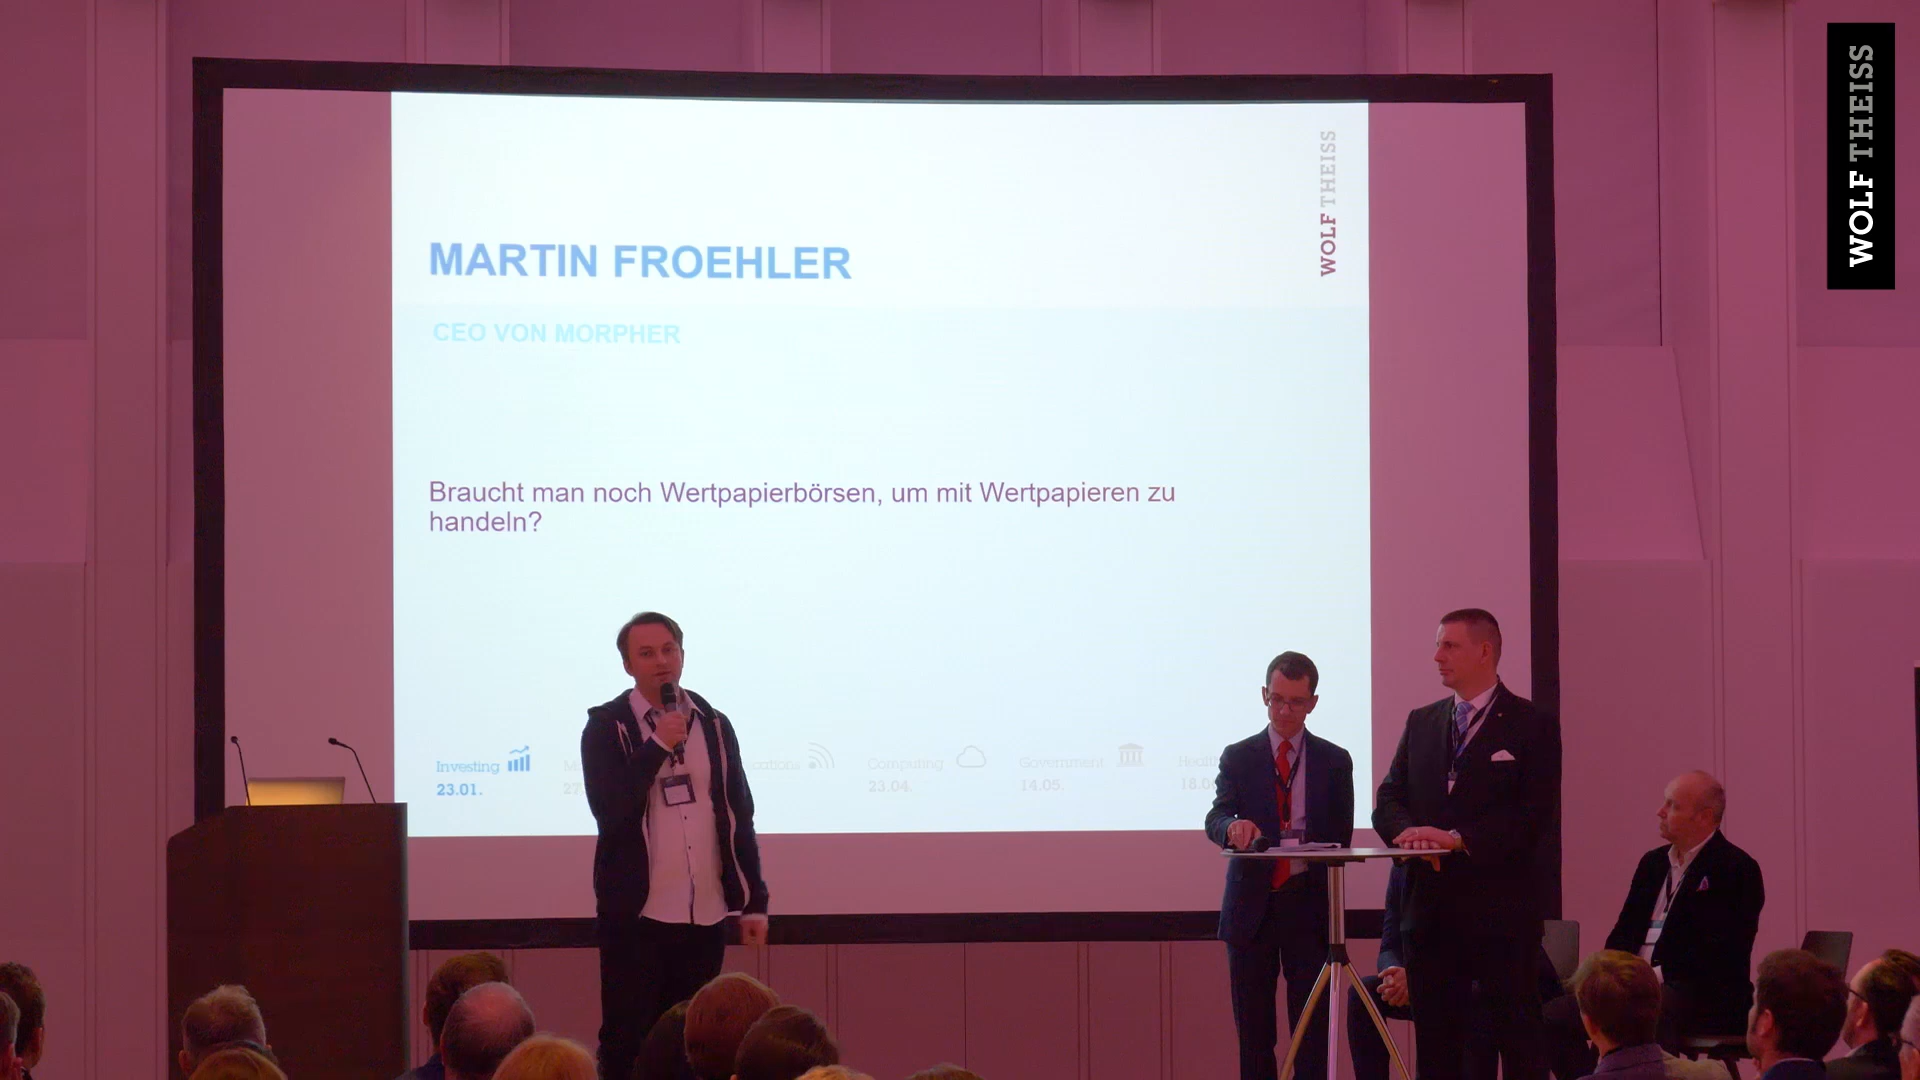 WOLF THEISS
WOLF THEISS
MARTIN FROEHLER
CEO VON MORPHER
Braucht man noch Wertpapierbörsen, um mit Wertpapieren zu
handeln?
Investing Computing Government
23.01. 23.04. 14.05.